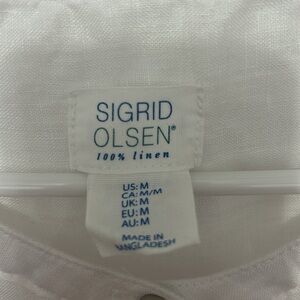 SIGRID
OLSEN®
100% linen
US: M
CA: M/M
UK: M
EU: M
AU: M
MADE IN
BANGLADESH